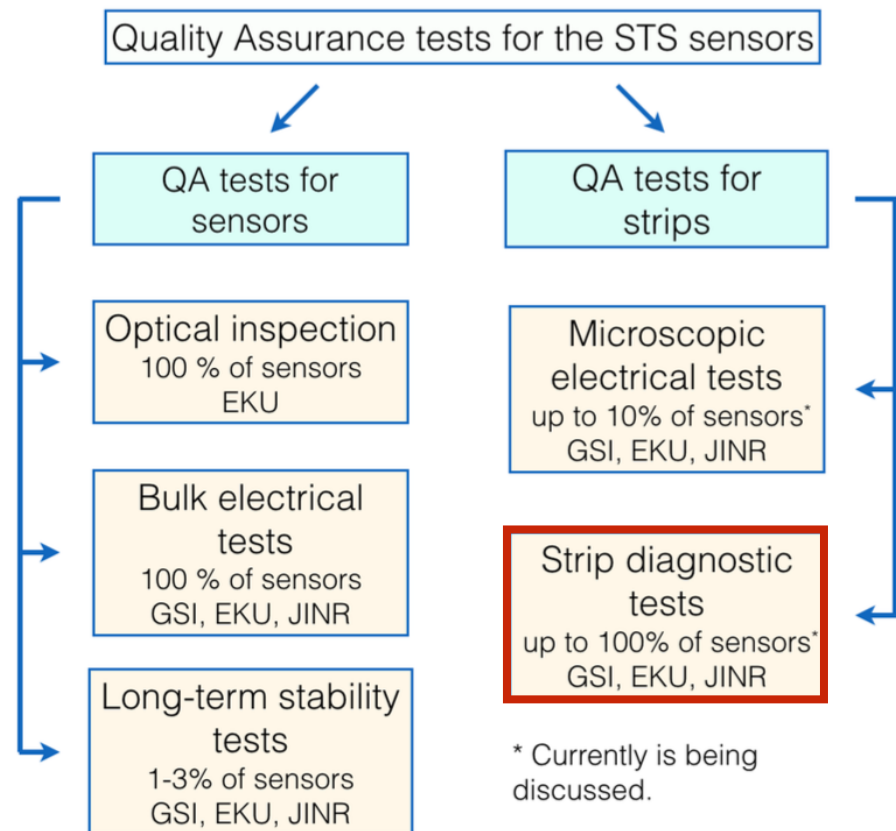 Quality Assurance tests for the STS sensors
QA tests for
sensors
Optical inspection
100 % of sensors
EKU
Bulk electrical
tests
100 % of sensors
GSI, EKU, JINR
Long-term stability
tests
1-3% of sensors
GSI, EKU, JINR
QA tests for
strips
Microscopic
electrical tests
up to 10% of sensors*
GSI, EKU, JINR
Strip diagnostic
tests
up to 100% of sensors*
GSI, EKU, JINR
* Currently is being
discussed.